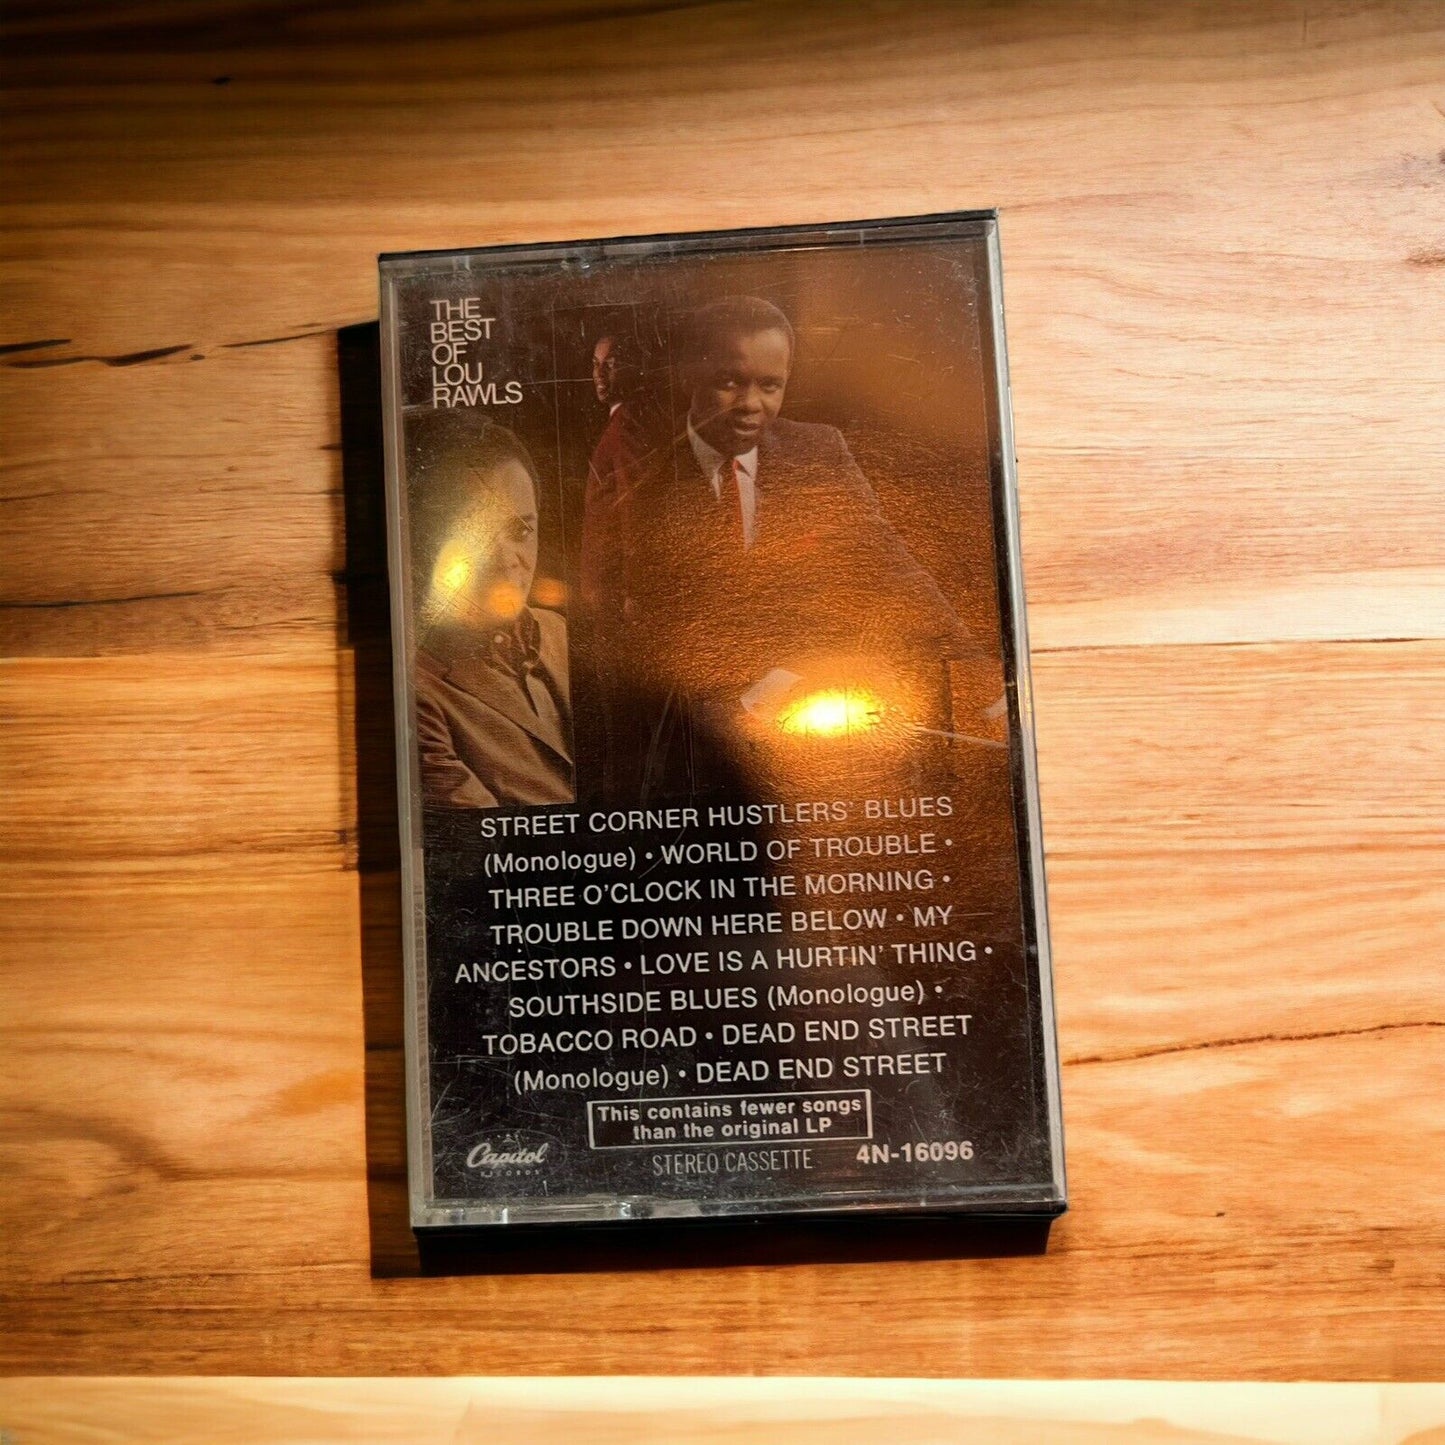 THE
BEST
OF
LOU
RAWLS
STREET CORNER HUSTLERS' BLUES
(Monologue) • WORLD OF TROUBLE •
THREE O'CLOCK IN THE MORNING •
TROUBLE DOWN HERE BELOW • MY
ANCESTORS • LOVE IS A HURTIN' THING •
SOUTHSIDE BLUES (Monologue) •
TOBACCO ROAD • DEAD END STREET
(Monologue) • DEAD END STREET
This contains fewer songs
than the original LP
Capitol
RECORDS
STEREO CASSETTE
4N-16096